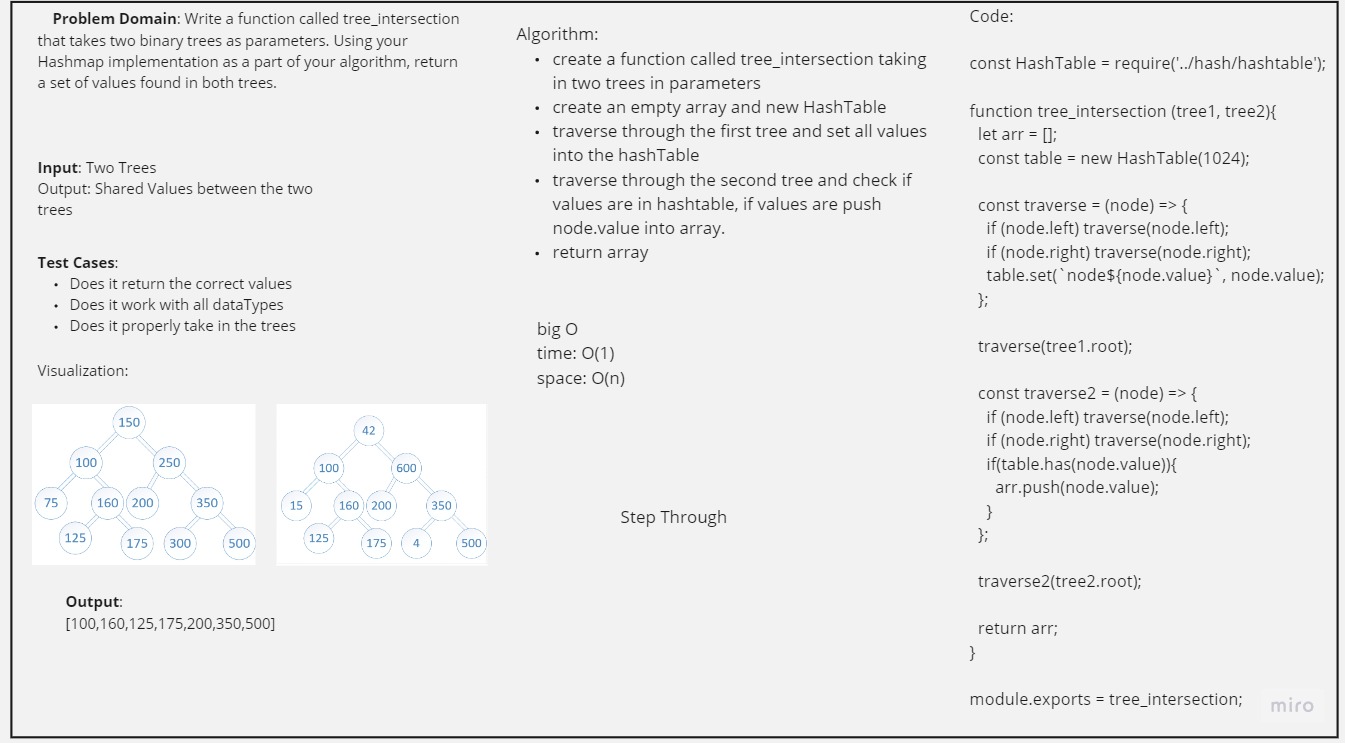 Problem Domain: Write a function called tree_intersection
that takes two binary trees as parameters. Using your
Hashmap implementation as a part of your algorithm, return
a set of values found in both trees.
Input: Two Trees
Output: Shared Values between the two
trees
Test Cases:
• Does it return the correct values
• Does it work with all dataTypes
• Does it properly take in the trees
Visualization:
150
100 250
75 160 200 350
125 175 300 500
42
100 600
15 160 200 350
125 175 4 500
Output:
[100,160,125,175,200,350,500]
Algorithm:
• create a function called tree_intersection taking
in two trees in parameters
• create an empty array and new HashTable
• traverse through the first tree and set all values
into the hashTable
• traverse through the second tree and check if
values are in hashtable, if values are push
node.value into array.
• return array
big O
time: O(1)
space: O(n)
Step Through
Code:
const HashTable = require('../hash/hashtable');
function tree_intersection (tree1, tree2){
let arr = [];
const table = new HashTable(1024);
const traverse = (node) => {
if (node.left) traverse(node.left);
if (node.right) traverse(node.right);
table.set(`node${node.value}`, node.value);
};
traverse(tree1.root);
const traverse2 = (node) => {
if (node.left) traverse(node.left);
if (node.right) traverse(node.right);
if(table.has(node.value)){
arr.push(node.value);
}
};
traverse2(tree2.root);
return arr;
}
module.exports = tree_intersection;
miro